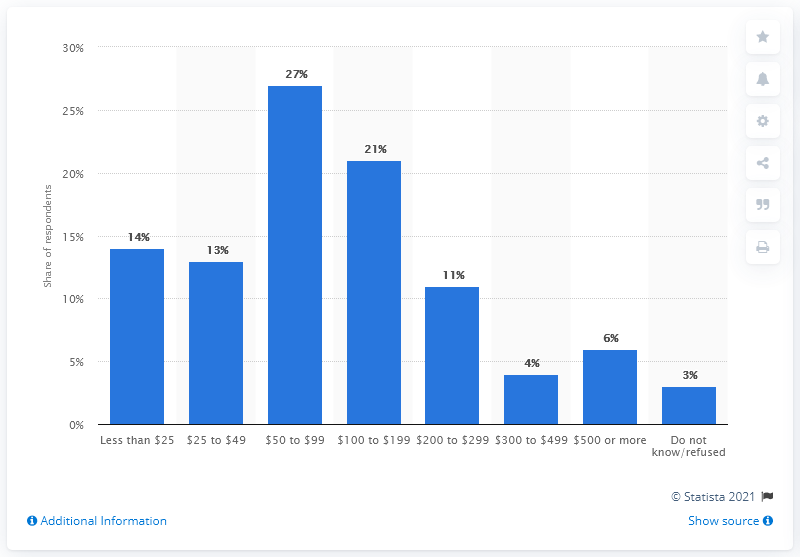 30%
25%
20%
15%
10%
5%
0%
Share of respondents
14%
13%
27%
21%
11%
4%
6%
3%
Less than $25
$25 to $49
$50 to $99
$100 to $199
$200 to $299
$300 to $499
$500 or more
Do not
know/refused
© Statista 2021
Additional Information
Show source